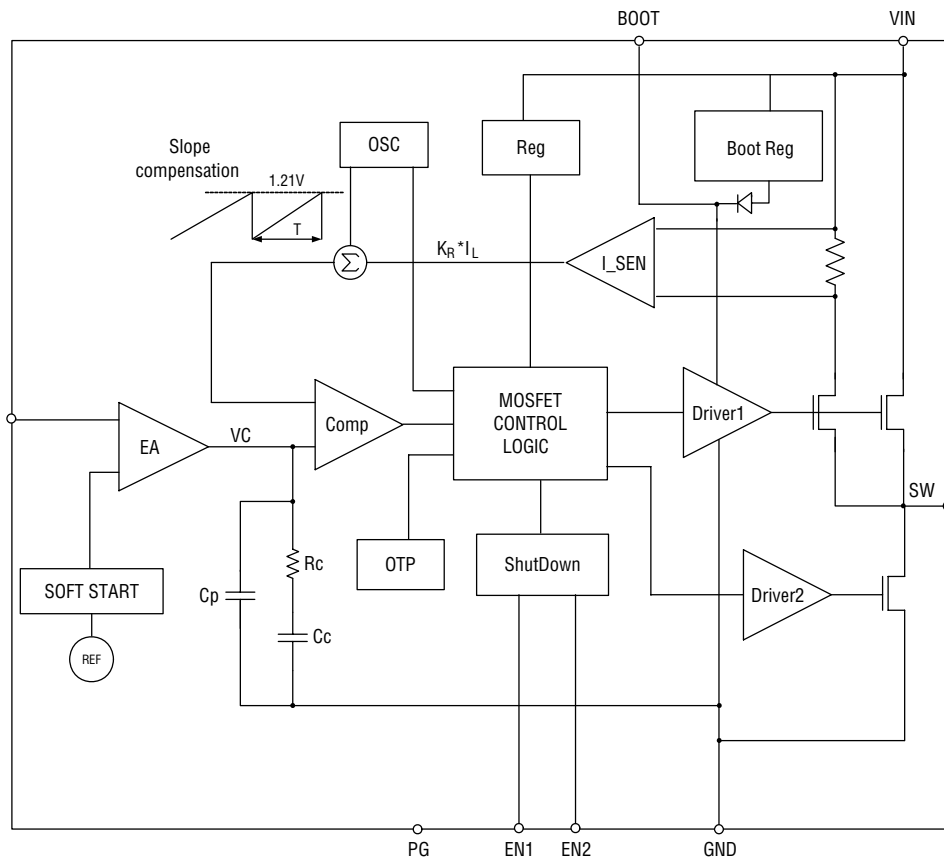 BOOT
VIN
Slope
compensation
1.21V
T
OSC
Reg
Boot Reg
Σ
K_R*I_L
I_SEN
EA
VC
Comp
MOSFET
CONTROL
LOGIC
Driver1
SW
SOFT START
REF
Cp
Rc
Cc
OTP
ShutDown
Driver2
PG
EN1
EN2
GND